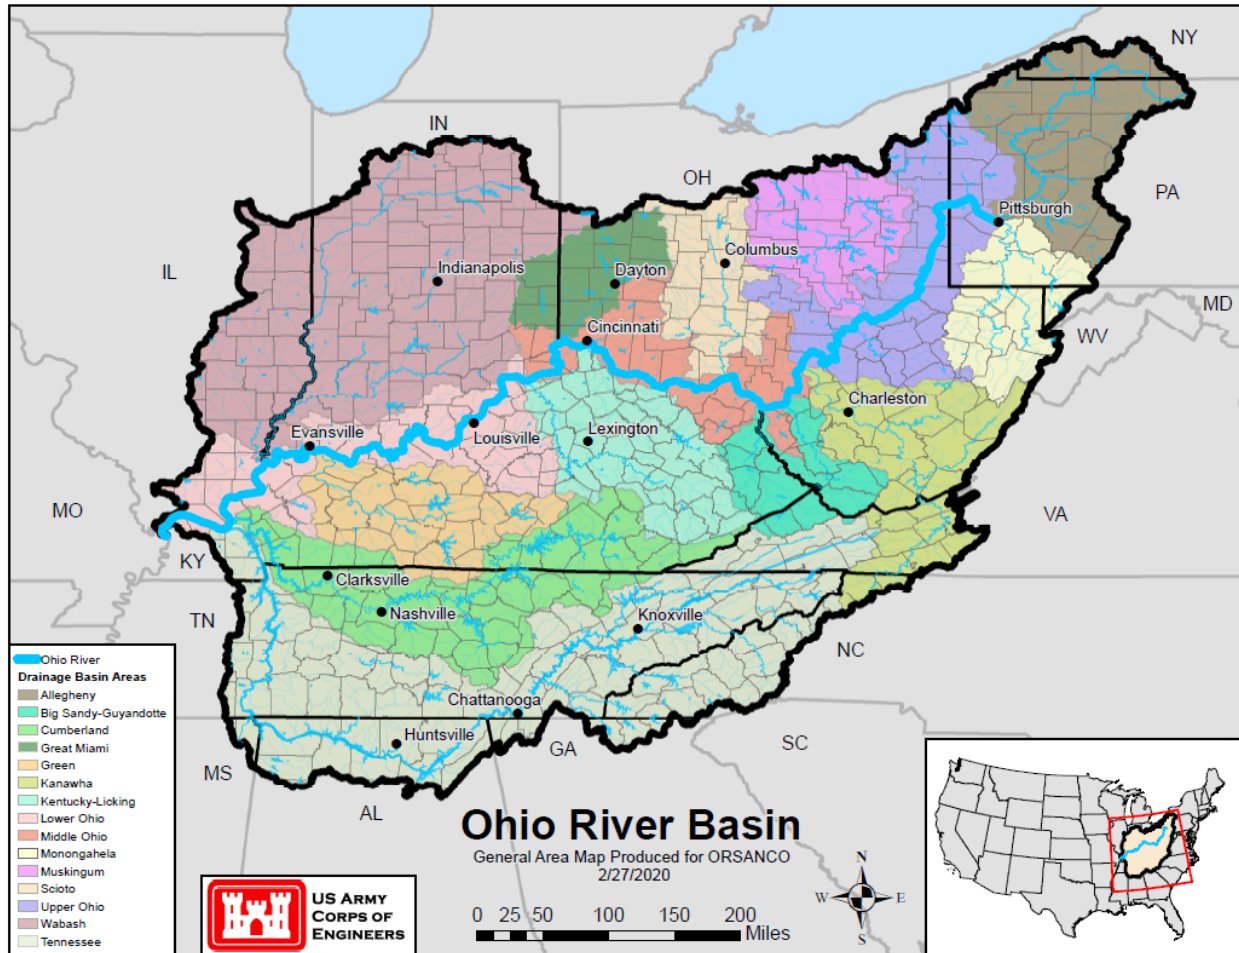 NY
IN
OH
PA
Pittsburgh
Columbus
IL
Indianapolis
Dayton
MD
Cincinnati
WV
Charleston
Evansville
Louisville
Lexington
MO
VA
KY
Clarksville
TN
Nashville
Knoxville
NC
Chattanooga
Huntsville
GA
SC
MS
AL
Ohio River
Drainage Basin Areas
Allegheny
Big Sandy-Guyandotte
Cumberland
Great Miami
Green
Kanawha
Kentucky-Licking
Lower Ohio
Middle Ohio
Monongahela
Muskingum
Scioto
Upper Ohio
Wabash
Tennessee
Ohio River Basin
General Area Map Produced for ORSANCO
2/27/2020
US ARMY
CORPS OF
ENGINEERS
0 25 50 100 150 200
Miles
N
W E
S